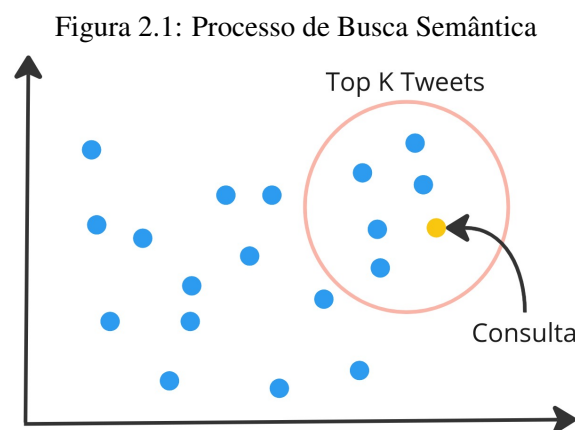 Figura 2.1: Processo de Busca Semântica
Top K Tweets
Consulta